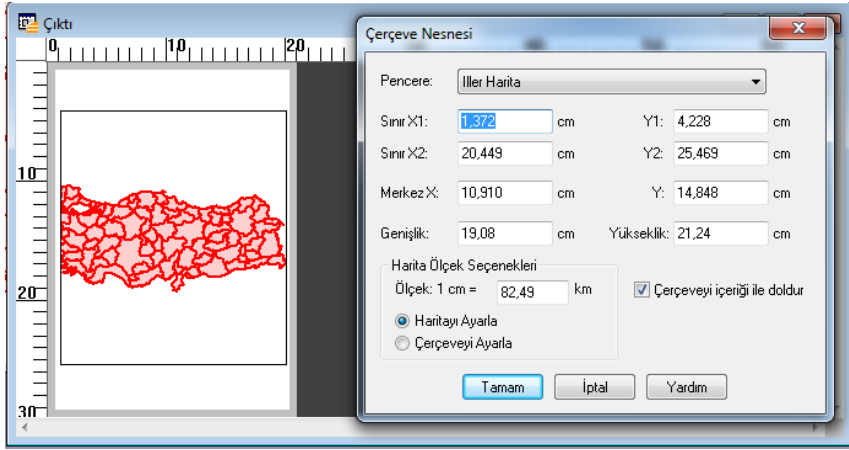 Çıktı
0 10 20
10
20
30
Çerçeve Nesnesi
Pencere: Iller Harita
Sınır X1: 1,372 cm Y1: 4,228 cm
Sınır X2: 20,449 cm Y2: 25,469 cm
Merkez X: 10,910 cm Y: 14,848 cm
Genişlik: 19,08 cm Yükseklik: 21,24 cm
Harita Ölçek Seçenekleri
Ölçek: 1 cm = 82,49 km
Çerçeveyi içeriği ile doldur
Haritayı Ayarla
Çerçeveyi Ayarla
Tamam İptal Yardım